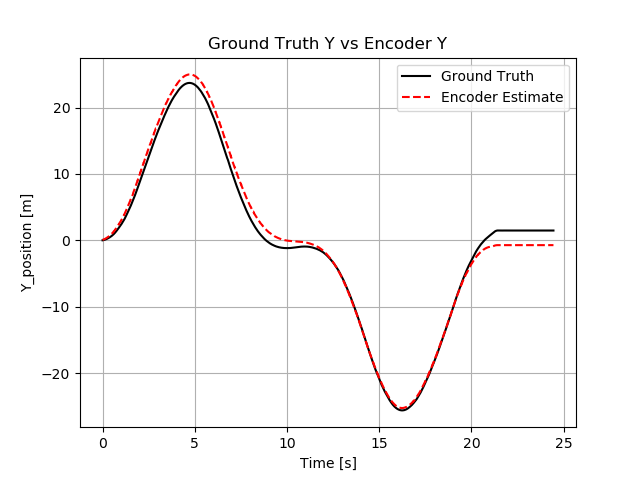 Ground Truth Y vs Encoder Y
Ground Truth
Encoder Estimate
Y_position [m]
20
10
0
−10
−20
0 5 10 15 20 25
Time [s]